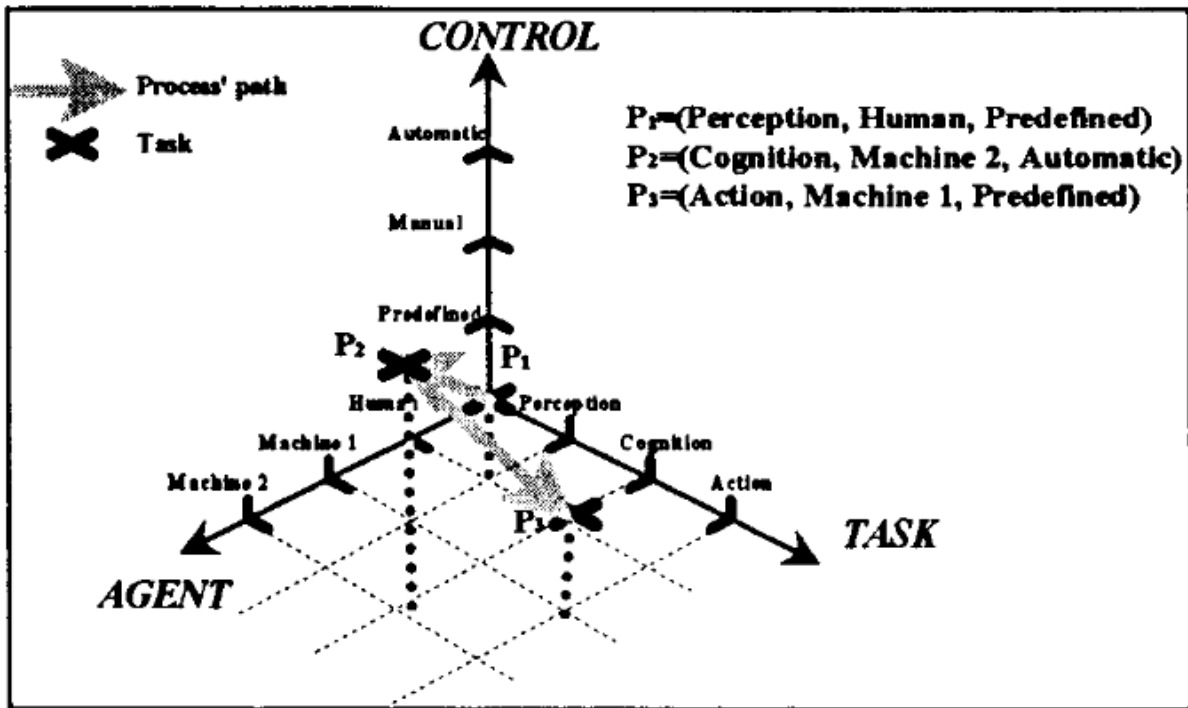 CONTROL
Process' path
Task
P₁=(Perception, Human, Predefined)
P₂=(Cognition, Machine 2, Automatic)
P₃=(Action, Machine 1, Predefined)
Automatic
Manual
Predefined
P₂
P₁
Human
Perception
Machine 1
Cognition
Machine 2
Action
P₃
TASK
AGENT